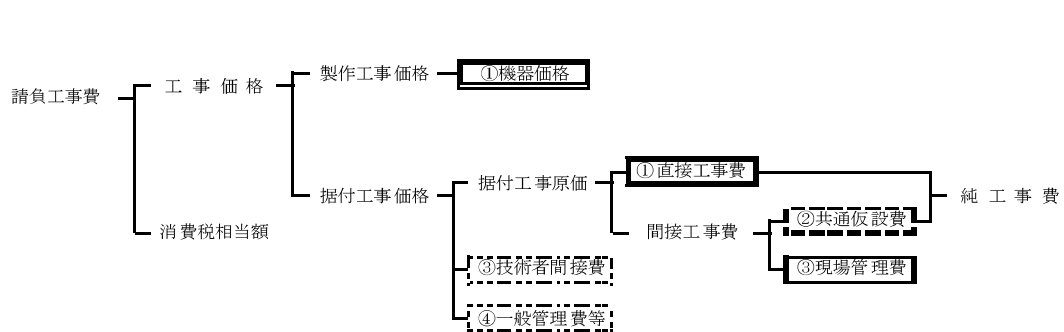 請負工事費
工事価格
消費税相当額
製作工事価格
①機器価格
据付工事価格
据付工事原価
①直接工事費
間接工事費
②共通仮設費
③現場管理費
純工事費
③技術者間接費
④一般管理費等